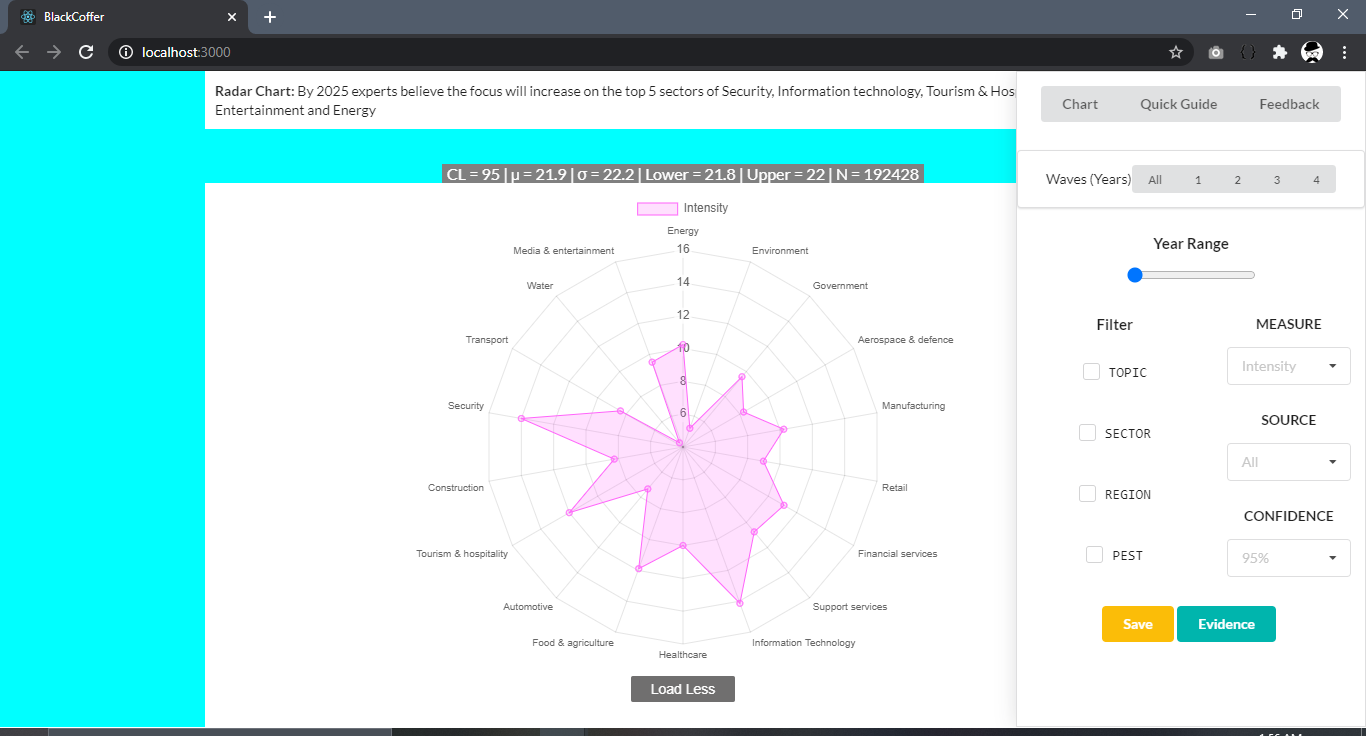 BlackCoffer
localhost:3000
Radar Chart: By 2025 experts believe the focus will increase on the top 5 sectors of Security, Information technology, Tourism & Hos
Entertainment and Energy
CL = 95 | μ = 21.9 | σ = 22.2 | Lower = 21.8 | Upper = 22 | N = 192428
Intensity
Energy
Media & entertainment
Environment
Water
Government
Transport
Aerospace & defence
Security
Manufacturing
Construction
Retail
Tourism & hospitality
Financial services
Automotive
Support services
Food & agriculture
Information Technology
Healthcare
16
14
12
10
8
6
Load Less
Chart Quick Guide Feedback
Waves (Years) All 1 2 3 4
Year Range
Filter
TOPIC
SECTOR
REGION
PEST
MEASURE
Intensity
SOURCE
All
CONFIDENCE
95%
Save Evidence